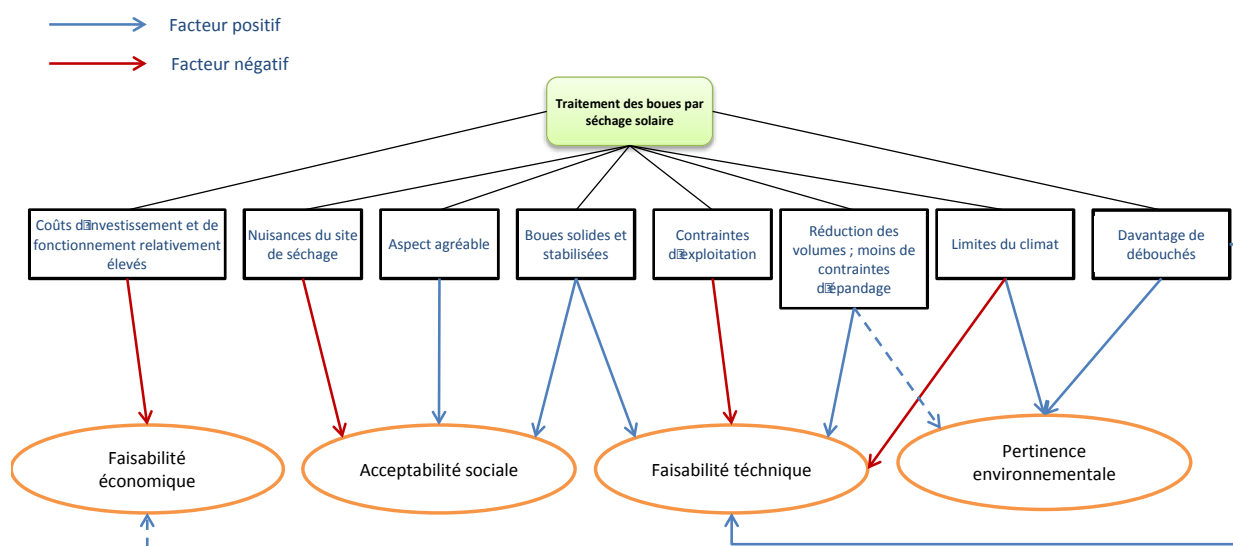 Facteur positif
Facteur négatif
Traitement des boues par
séchage solaire
Coûts d�investissement et de
fonctionnement relativement
élevés
Nuisances du site
de séchage
Aspect agréable
Boues solides et
stabilisées
Contraintes
d�exploitation
Réduction des
volumes ; moins de
contraintes
d�épandage
Limites du climat
Davantage de
débouchés
Faisabilité
économique
Acceptabilité sociale
Faisabilité téchnique
Pertinence
environnementale